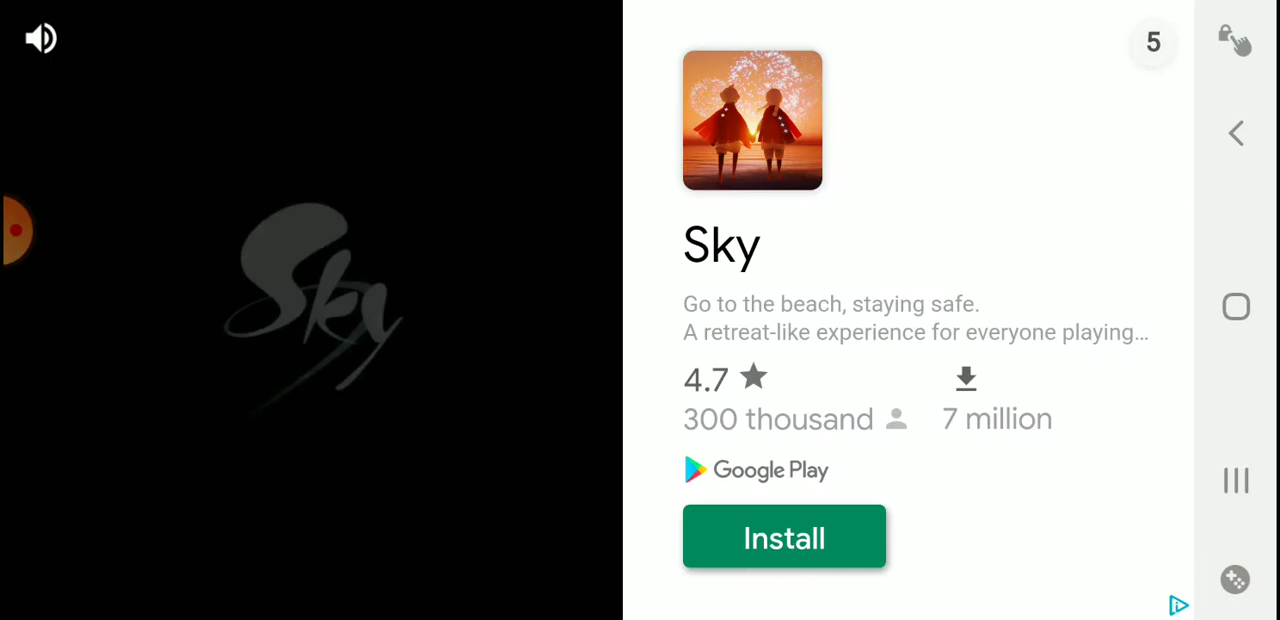 Sky
5
Sky
Go to the beach, staying safe.
A retreat-like experience for everyone playing...
4.7
300 thousand
7 million
Google Play
Install